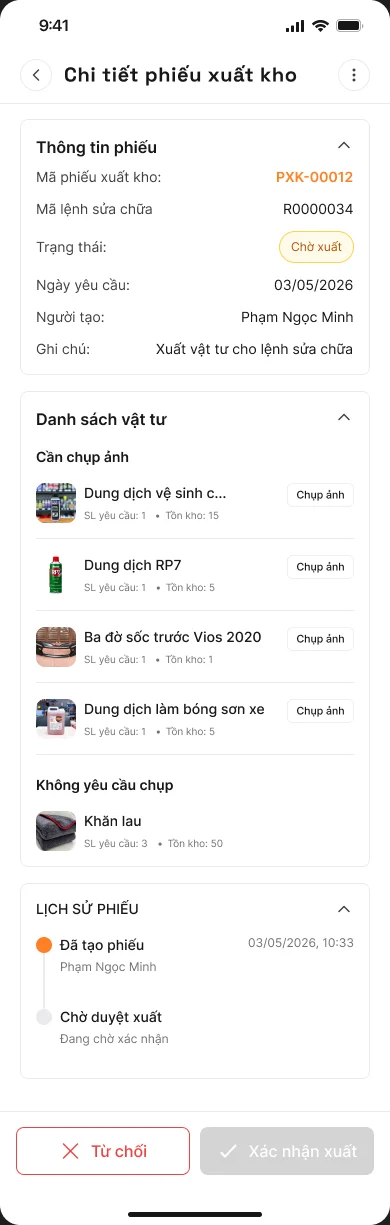 9:41
Chi tiết phiếu xuất kho
Thông tin phiếu
Mã phiếu xuất kho: PXK-00012
Mã lệnh sửa chữa R0000034
Trạng thái: Chờ xuất
Ngày yêu cầu: 03/05/2026
Người tạo: Phạm Ngọc Minh
Ghi chú: Xuất vật tư cho lệnh sửa chữa
Danh sách vật tư
Cần chụp ảnh
Dung dịch vệ sinh c... Chụp ảnh
SL yêu cầu: 1 • Tồn kho: 15
Dung dịch RP7 Chụp ảnh
SL yêu cầu: 1 • Tồn kho: 5
Ba đờ sốc trước Vios 2020 Chụp ảnh
SL yêu cầu: 1 • Tồn kho: 1
Dung dịch làm bóng sơn xe Chụp ảnh
SL yêu cầu: 1 • Tồn kho: 5
Không yêu cầu chụp
Khăn lau
SL yêu cầu: 3 • Tồn kho: 50
LỊCH SỬ PHIẾU
Đã tạo phiếu 03/05/2026, 10:33
Phạm Ngọc Minh
Chờ duyệt xuất
Đang chờ xác nhận
Từ chối Xác nhận xuất